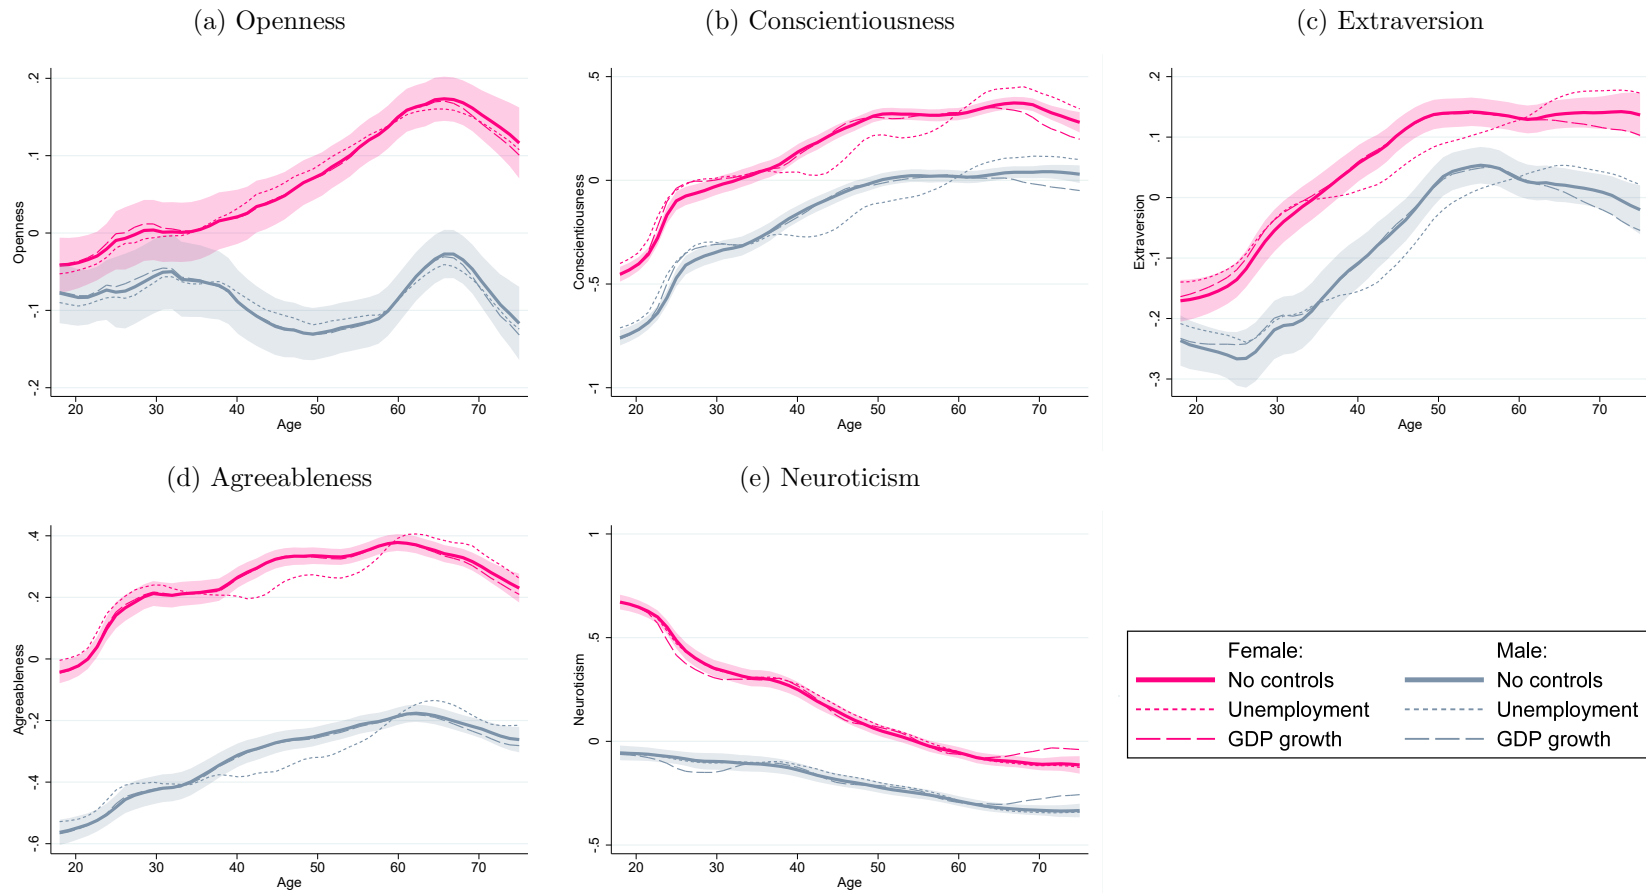 (a) Openness
(b) Conscientiousness
(c) Extraversion
Openness
.2
.1
0
-.1
-.2
20 30 40 50 60 70
Age
Conscientiousness
.5
0
-.5
-1
20 30 40 50 60 70
Age
Extraversion
.2
.1
0
-.1
-.2
-.3
20 30 40 50 60 70
Age
(d) Agreeableness
(e) Neuroticism
Agreeableness
.4
.2
0
-.2
-.4
-.6
20 30 40 50 60 70
Age
Neuroticism
1
.5
0
-.5
20 30 40 50 60 70
Age
Female: Male:
No controls No controls
Unemployment Unemployment
GDP growth GDP growth